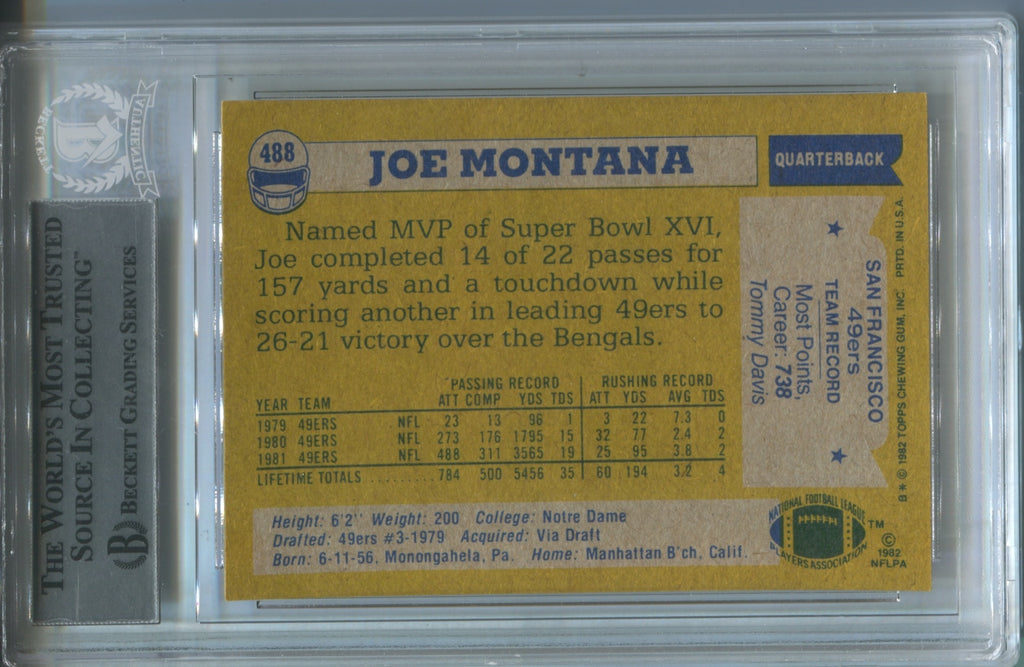 BECKETT
AUTHENTIC
B
THE WORLD'S MOST TRUSTED
SOURCE IN COLLECTING™
B BECKETT GRADING SERVICES
488
JOE MONTANA
QUARTERBACK
Named MVP of Super Bowl XVI,
Joe completed 14 of 22 passes for
157 yards and a touchdown while
scoring another in leading 49ers to
26-21 victory over the Bengals.
SAN FRANCISCO
49ers
TEAM RECORD
Most Points,
Career: 738
Tommy Davis
B * © 1982 TOPPS CHEWING GUM, INC. PRTD. IN U.S.A.
PASSING RECORD RUSHING RECORD
YEAR TEAM ATT COMP YDS TDS ATT YDS AVG TDS
1979 49ERS NFL 23 13 96 1 3 22 7.3 0
1980 49ERS NFL 273 176 1795 15 32 77 2.4 2
1981 49ERS NFL 488 311 3565 19 25 95 3.8 2
LIFETIME TOTALS ......... 784 500 5456 35 60 194 3.2 4
Height: 6'2" Weight: 200 College: Notre Dame
Drafted: 49ers #3-1979 Acquired: Via Draft
Born: 6-11-56, Monongahela, Pa. Home: Manhattan B'ch, Calif.
NATIONAL FOOTBALL LEAGUE
PLAYERS ASSOCIATION
™
©
1982
NFLPA